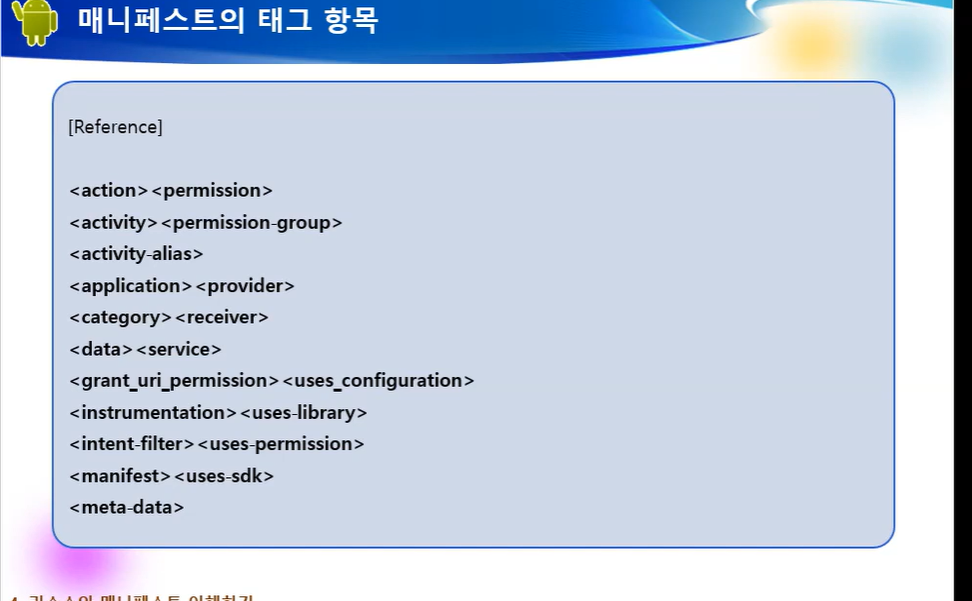 매니페스트의 태그 항목
[Reference]
<action><permission>
<activity><permission-group>
<activity-alias>
<application><provider>
<category><receiver>
<data><service>
<grant_uri_permission><uses_configuration>
<instrumentation><uses-library>
<intent-filter><uses-permission>
<manifest><uses-sdk>
<meta-data>